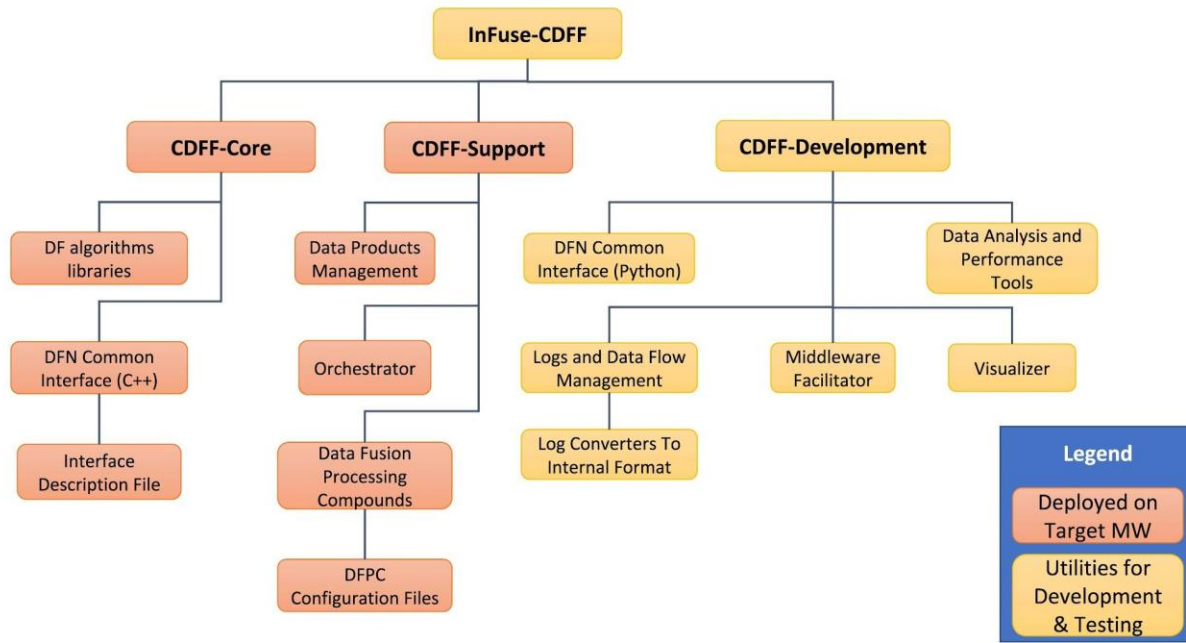 InFuse-CDFF
CDFF-Core
CDFF-Support
CDFF-Development
DF algorithms
libraries
Data Products
Management
DFN Common
Interface (Python)
Data Analysis and
Performance
Tools
DFN Common
Interface (C++)
Orchestrator
Logs and Data Flow
Management
Middleware
Facilitator
Visualizer
Interface
Description File
Data Fusion
Processing
Compounds
Log Converters To
Internal Format
DFPC
Configuration Files
Legend
Deployed on
Target MW
Utilities for
Development
& Testing